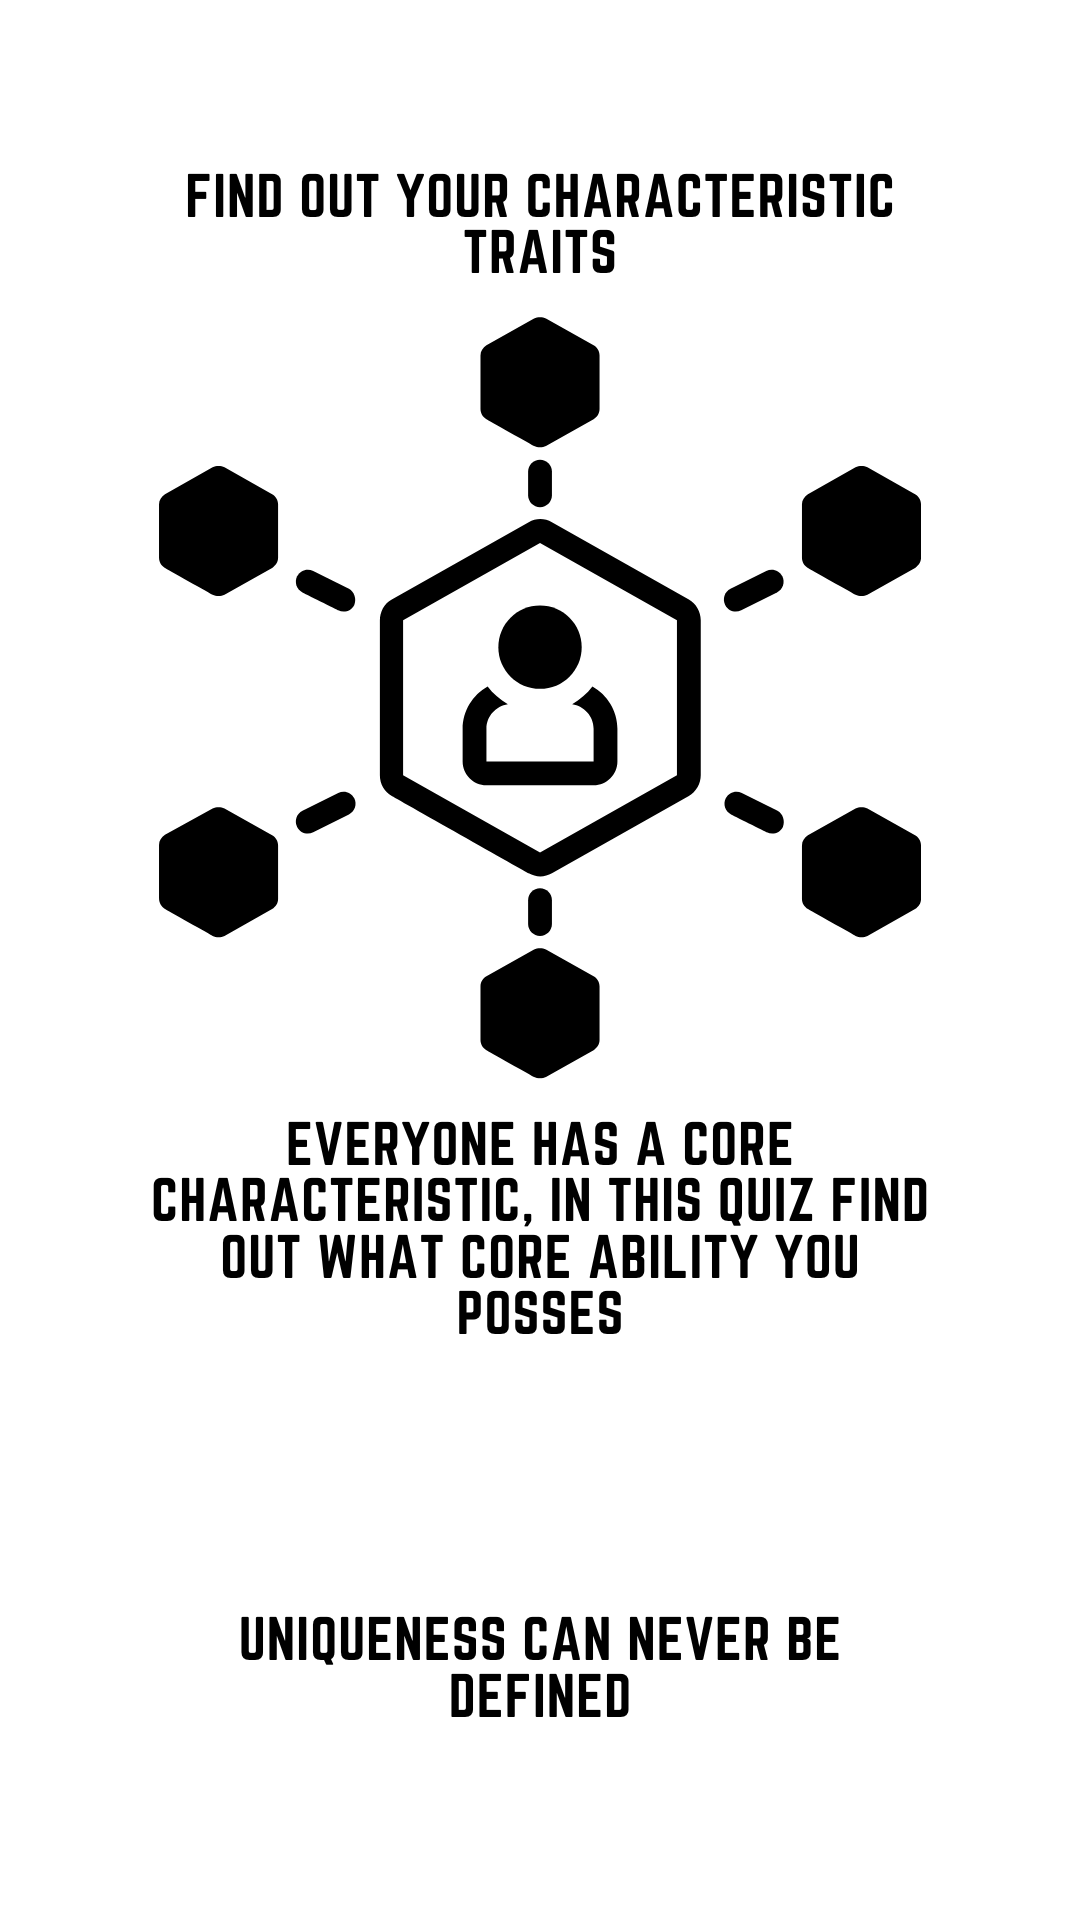 FIND OUT YOUR CHARACTERISTIC
TRAITS
EVERYONE HAS A CORE
CHARACTERISTIC, IN THIS QUIZ FIND
OUT WHAT CORE ABILITY YOU
POSSES
UNIQUENESS CAN NEVER BE
DEFINED